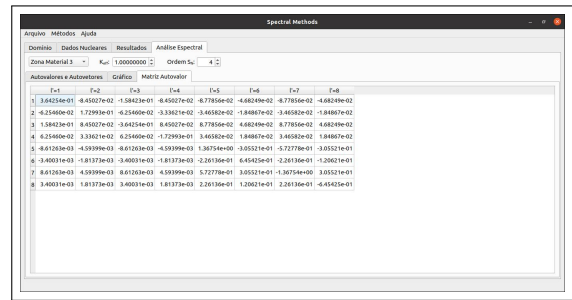 Spectral Methods
Arquivo Métodos Ajuda
Domínio Dados Nucleares Resultados Análise Espectral
Zona Material 3 Keff: 1.00000000 Ordem SN: 4
Autovalores e Autovetores Gráfico Matriz Autovalor
l'=1 l'=2 l'=3 l'=4 l'=5 l'=6 l'=7 l'=8
1 3.64254e-01 -8.45027e-02 -1.58423e-01 -8.45027e-02 -8.77856e-02 -4.68249e-02 -8.77856e-02 -4.68249e-02
2 -6.25460e-02 1.72993e-01 -6.25460e-02 -3.33621e-02 -3.46582e-02 -1.84867e-02 -3.46582e-02 -1.84867e-02
3 1.58423e-01 8.45027e-02 -3.64254e-01 8.45027e-02 8.77856e-02 4.68249e-02 8.77856e-02 4.68249e-02
4 6.25460e-02 3.33621e-02 6.25460e-02 -1.72993e-01 3.46582e-02 1.84867e-02 3.46582e-02 1.84867e-02
5 -8.61263e-03 -4.59399e-03 -8.61263e-03 -4.59399e-03 1.36754e+00 -3.05521e-01 -5.72778e-01 -3.05521e-01
6 -3.40031e-03 -1.81373e-03 -3.40031e-03 -1.81373e-03 -2.26136e-01 6.45425e-01 -2.26136e-01 -1.20621e-01
7 8.61263e-03 4.59399e-03 8.61263e-03 4.59399e-03 5.72778e-01 3.05521e-01 -1.36754e+00 3.05521e-01
8 3.40031e-03 1.81373e-03 3.40031e-03 1.81373e-03 2.26136e-01 1.20621e-01 2.26136e-01 -6.45425e-01